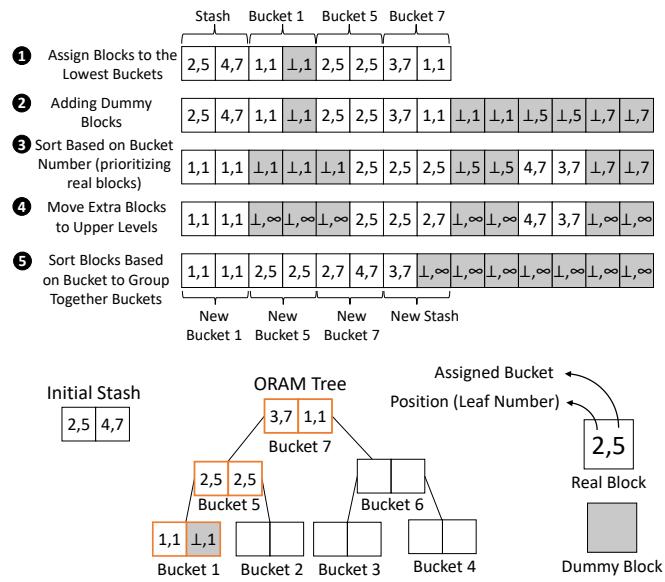 Stash Bucket 1 Bucket 5 Bucket 7
1 Assign Blocks to the
Lowest Buckets
2,5 4,7 1,1 ⊥,1 2,5 2,5 3,7 1,1
2 Adding Dummy
Blocks
2,5 4,7 1,1 ⊥,1 2,5 2,5 3,7 1,1 ⊥,1 ⊥,1 ⊥,5 ⊥,5 ⊥,7 ⊥,7
3 Sort Based on Bucket
Number (prioritizing
real blocks)
1,1 1,1 ⊥,1 ⊥,1 ⊥,1 2,5 2,5 2,5 ⊥,5 ⊥,5 4,7 3,7 ⊥,7 ⊥,7
4 Move Extra Blocks
to Upper Levels
1,1 1,1 ⊥,∞ ⊥,∞ ⊥,∞ 2,5 2,5 2,7 ⊥,∞ ⊥,∞ 4,7 3,7 ⊥,∞ ⊥,∞
5 Sort Blocks Based
on Bucket to Group
Together Buckets
1,1 1,1 2,5 2,5 2,7 4,7 3,7 ⊥,∞ ⊥,∞ ⊥,∞ ⊥,∞ ⊥,∞ ⊥,∞ ⊥,∞
New New New New Stash
Bucket 1 Bucket 5 Bucket 7
Initial Stash
2,5 4,7
ORAM Tree
3,7 1,1
Bucket 7
2,5 2,5
Bucket 5
Bucket 6
1,1 ⊥,1
Bucket 1
Bucket 2
Bucket 3
Bucket 4
Assigned Bucket
Position (Leaf Number)
2,5
Real Block
Dummy Block